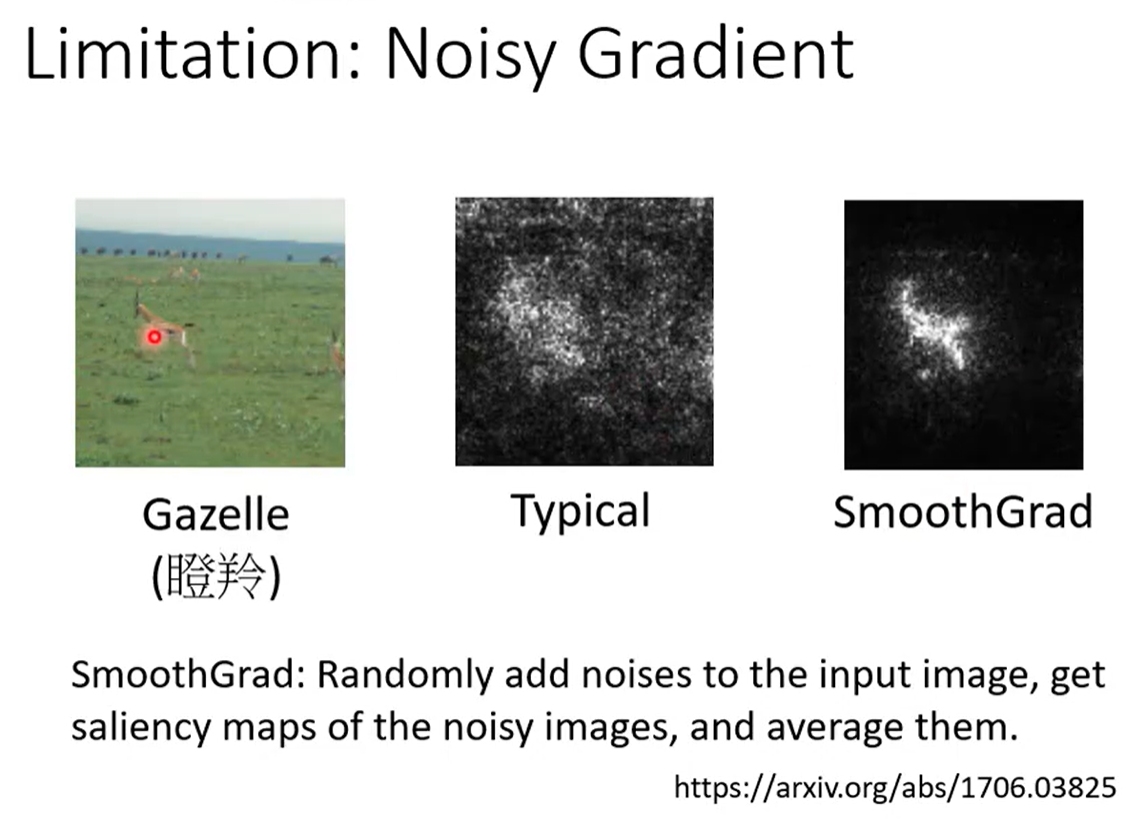 Limitation: Noisy Gradient
Gazelle
(瞪羚)
Typical
SmoothGrad
SmoothGrad: Randomly add noises to the input image, get
saliency maps of the noisy images, and average them.
https://arxiv.org/abs/1706.03825